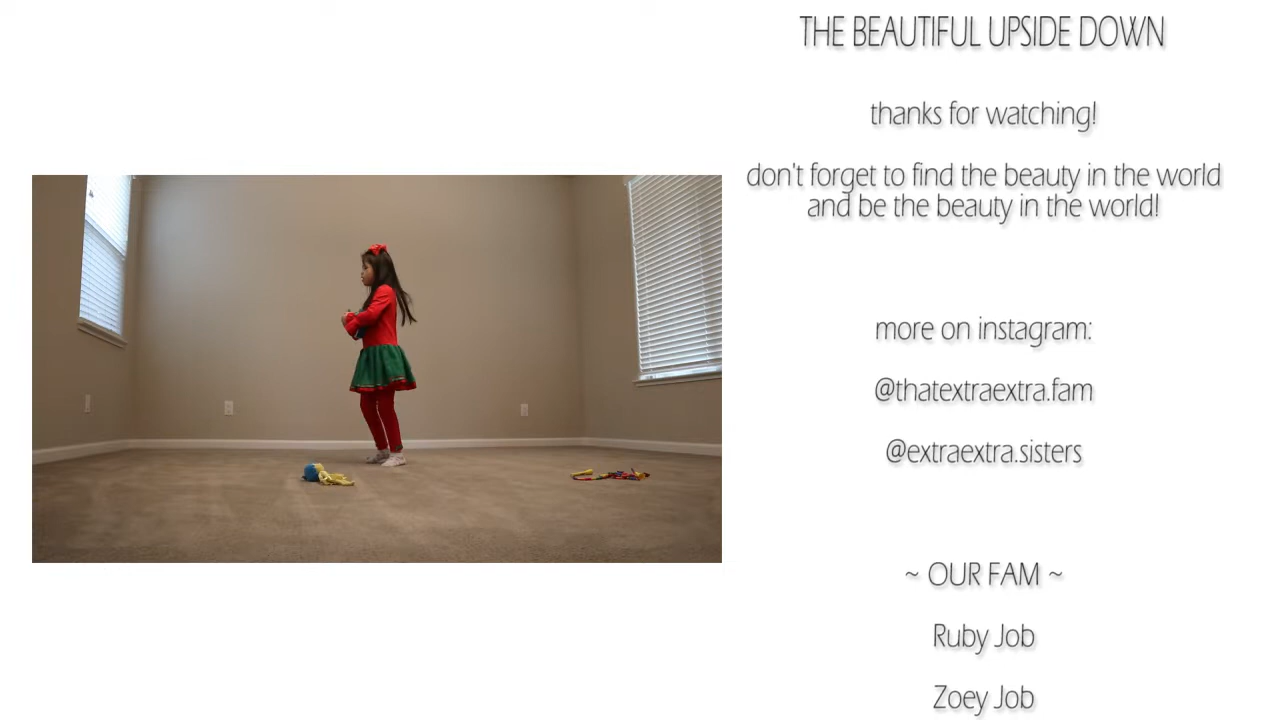 THE BEAUTIFUL UPSIDE DOWN
thanks for watching!
don't forget to find the beauty in the world
and be the beauty in the world!
more on instagram:
@thatextraextra.fam
@extraextra.sisters
~ OUR FAM ~
Ruby Job
Zoey Job